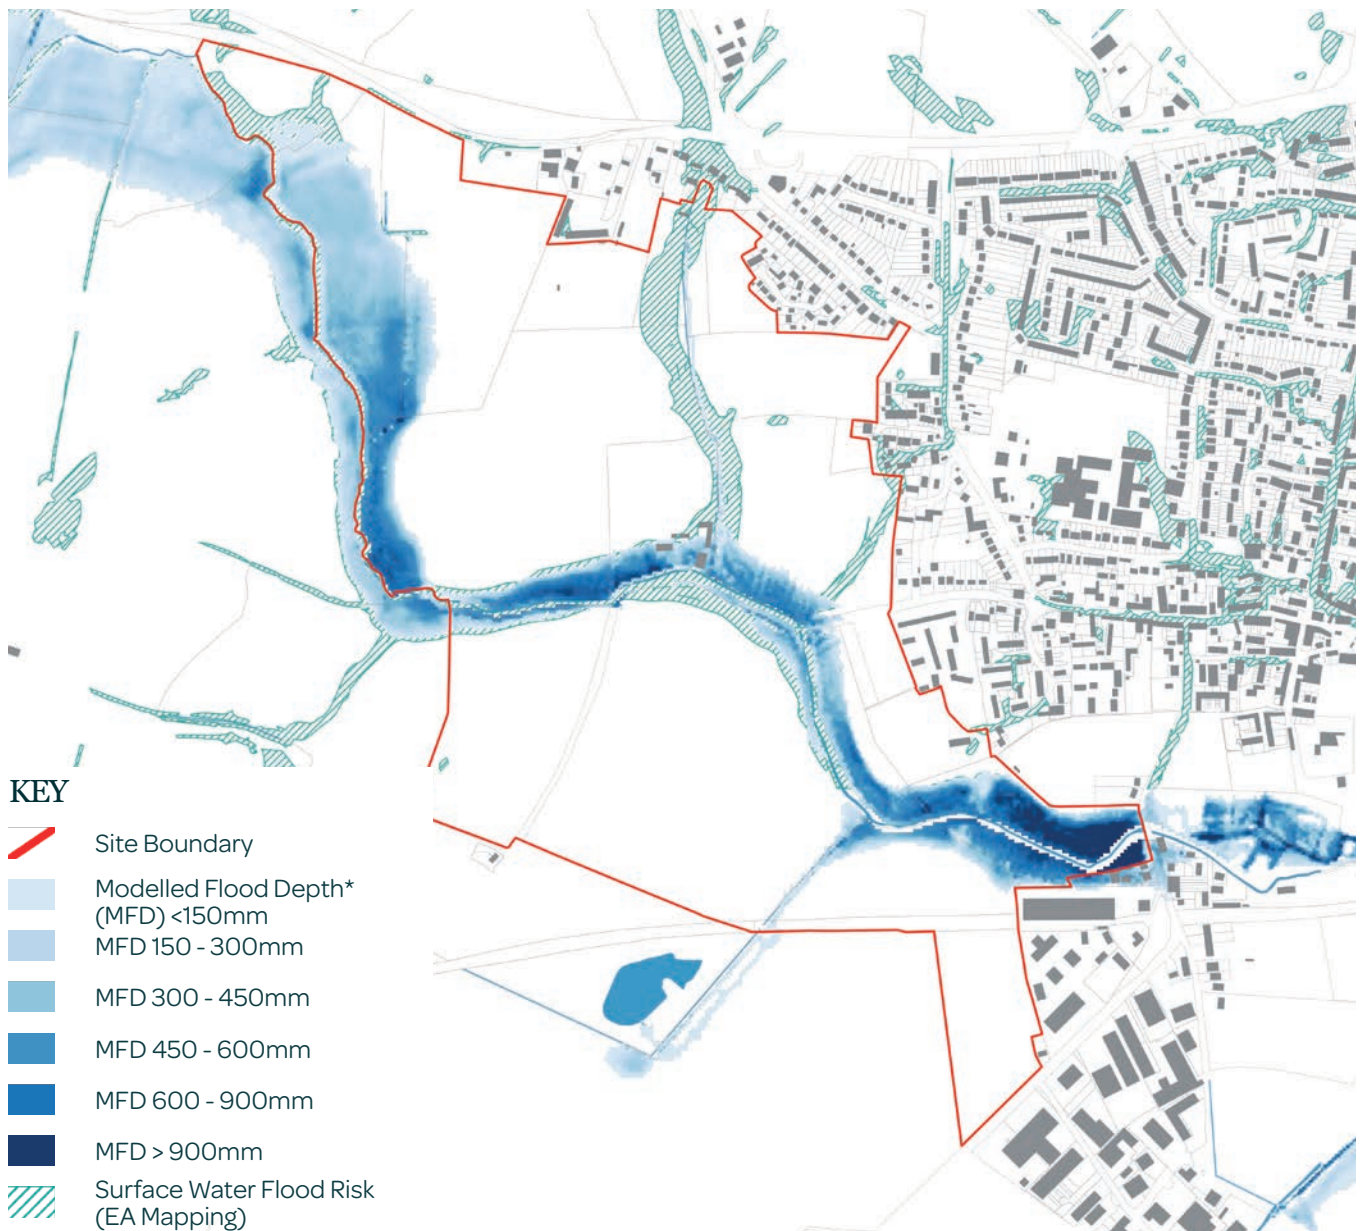 KEY
Site Boundary
Modelled Flood Depth*
(MFD) <150mm
MFD 150 - 300mm
MFD 300 - 450mm
MFD 450 - 600mm
MFD 600 - 900mm
MFD > 900mm
Surface Water Flood Risk
(EA Mapping)